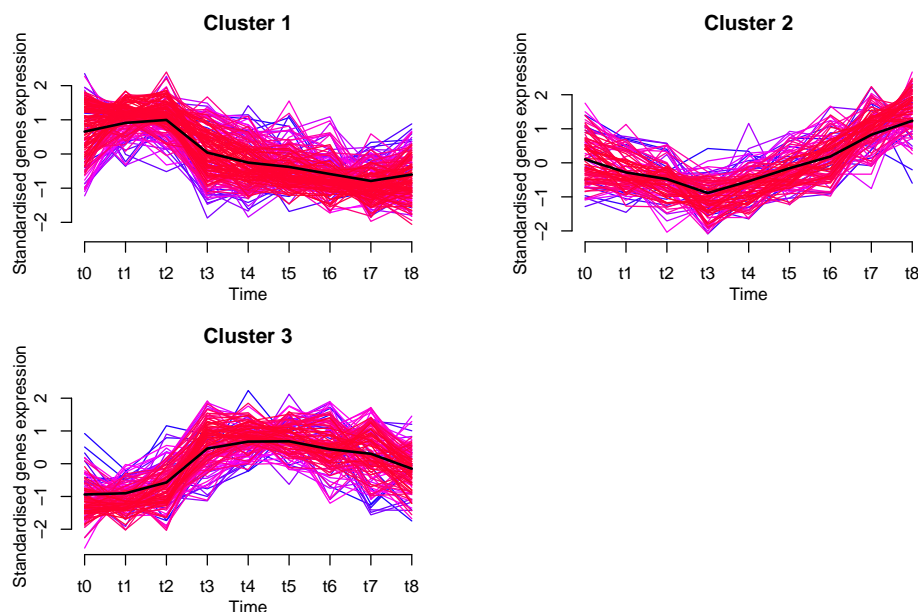 Cluster 1
Standardised genes expression
2
1
0
−1
−2
t0 t1 t2 t3 t4 t5 t6 t7 t8
Time
Cluster 2
Standardised genes expression
2
1
0
−1
−2
t0 t1 t2 t3 t4 t5 t6 t7 t8
Time
Cluster 3
Standardised genes expression
2
1
0
−1
−2
t0 t1 t2 t3 t4 t5 t6 t7 t8
Time